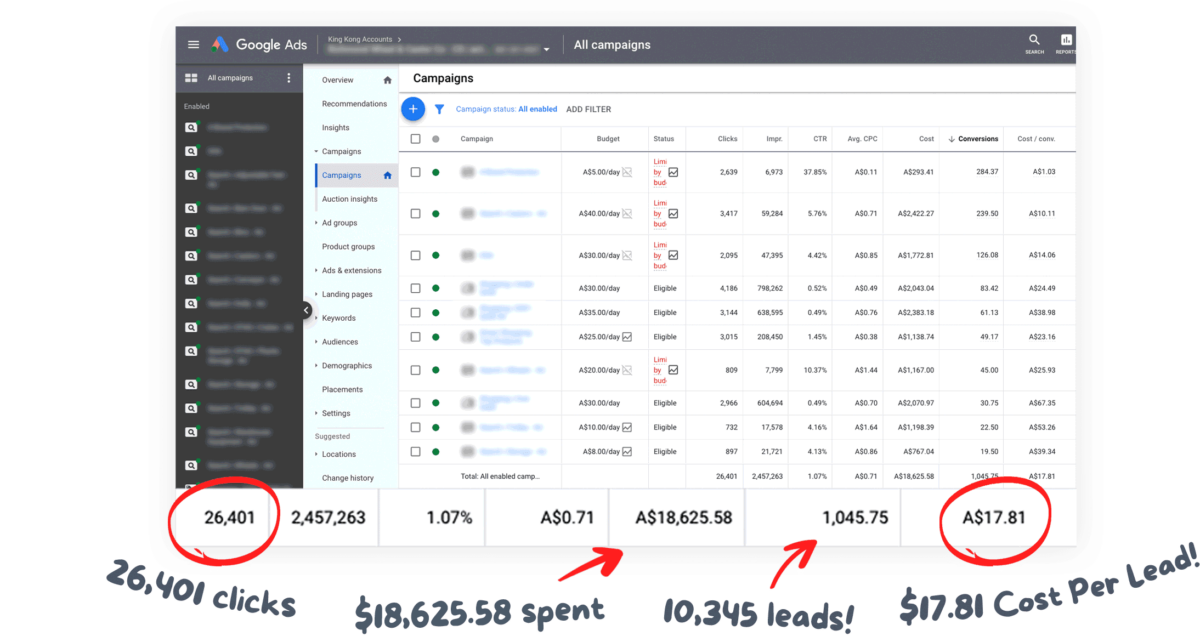 Google Ads
King Kong Accounts >
All campaigns
SEARCH
REPORTS
All campaigns
Enabled
Overview
Recommendations
Insights
Campaigns
Campaigns
Auction insights
Ad groups
Product groups
Ads & extensions
Landing pages
Keywords
Audiences
Demographics
Placements
Settings
Suggested
Locations
Change history
Campaigns
Campaign status: All enabled ADD FILTER
Campaign Budget Status Clicks Impr. CTR Avg. CPC Cost Conversions Cost / conv.
A$5.00/day Limi by bud 2,639 6,973 37.85% A$0.11 A$293.41 284.37 A$1.03
A$40.00/day Limi by bud 3,417 59,284 5.76% A$0.71 A$2,422.27 239.50 A$10.11
A$30.00/day Limi by bud 2,095 47,395 4.42% A$0.85 A$1,772.81 126.08 A$14.06
A$30.00/day Eligible 4,186 798,262 0.52% A$0.49 A$2,043.04 83.42 A$24.49
A$35.00/day Eligible 3,144 638,595 0.49% A$0.76 A$2,383.18 61.13 A$38.98
A$25.00/day Eligible 3,015 208,450 1.45% A$0.38 A$1,138.74 49.17 A$23.16
A$20.00/day Limi by bud 809 7,799 10.37% A$1.44 A$1,167.00 45.00 A$25.93
A$30.00/day Eligible 2,966 604,694 0.49% A$0.70 A$2,070.97 30.75 A$67.35
A$10.00/day Eligible 732 17,578 4.16% A$1.64 A$1,198.39 22.50 A$53.26
A$8.00/day Eligible 897 21,721 4.13% A$0.86 A$767.04 19.50 A$39.34
Total: All enabled camp... 26,401 2,457,263 1.07% A$0.71 A$18,625.58 1,045.75 A$17.81
26,401 2,457,263 1.07% A$0.71 A$18,625.58 1,045.75 A$17.81
26,401 clicks
$18,625.58 spent
10,345 leads!
$17.81 Cost Per Lead!